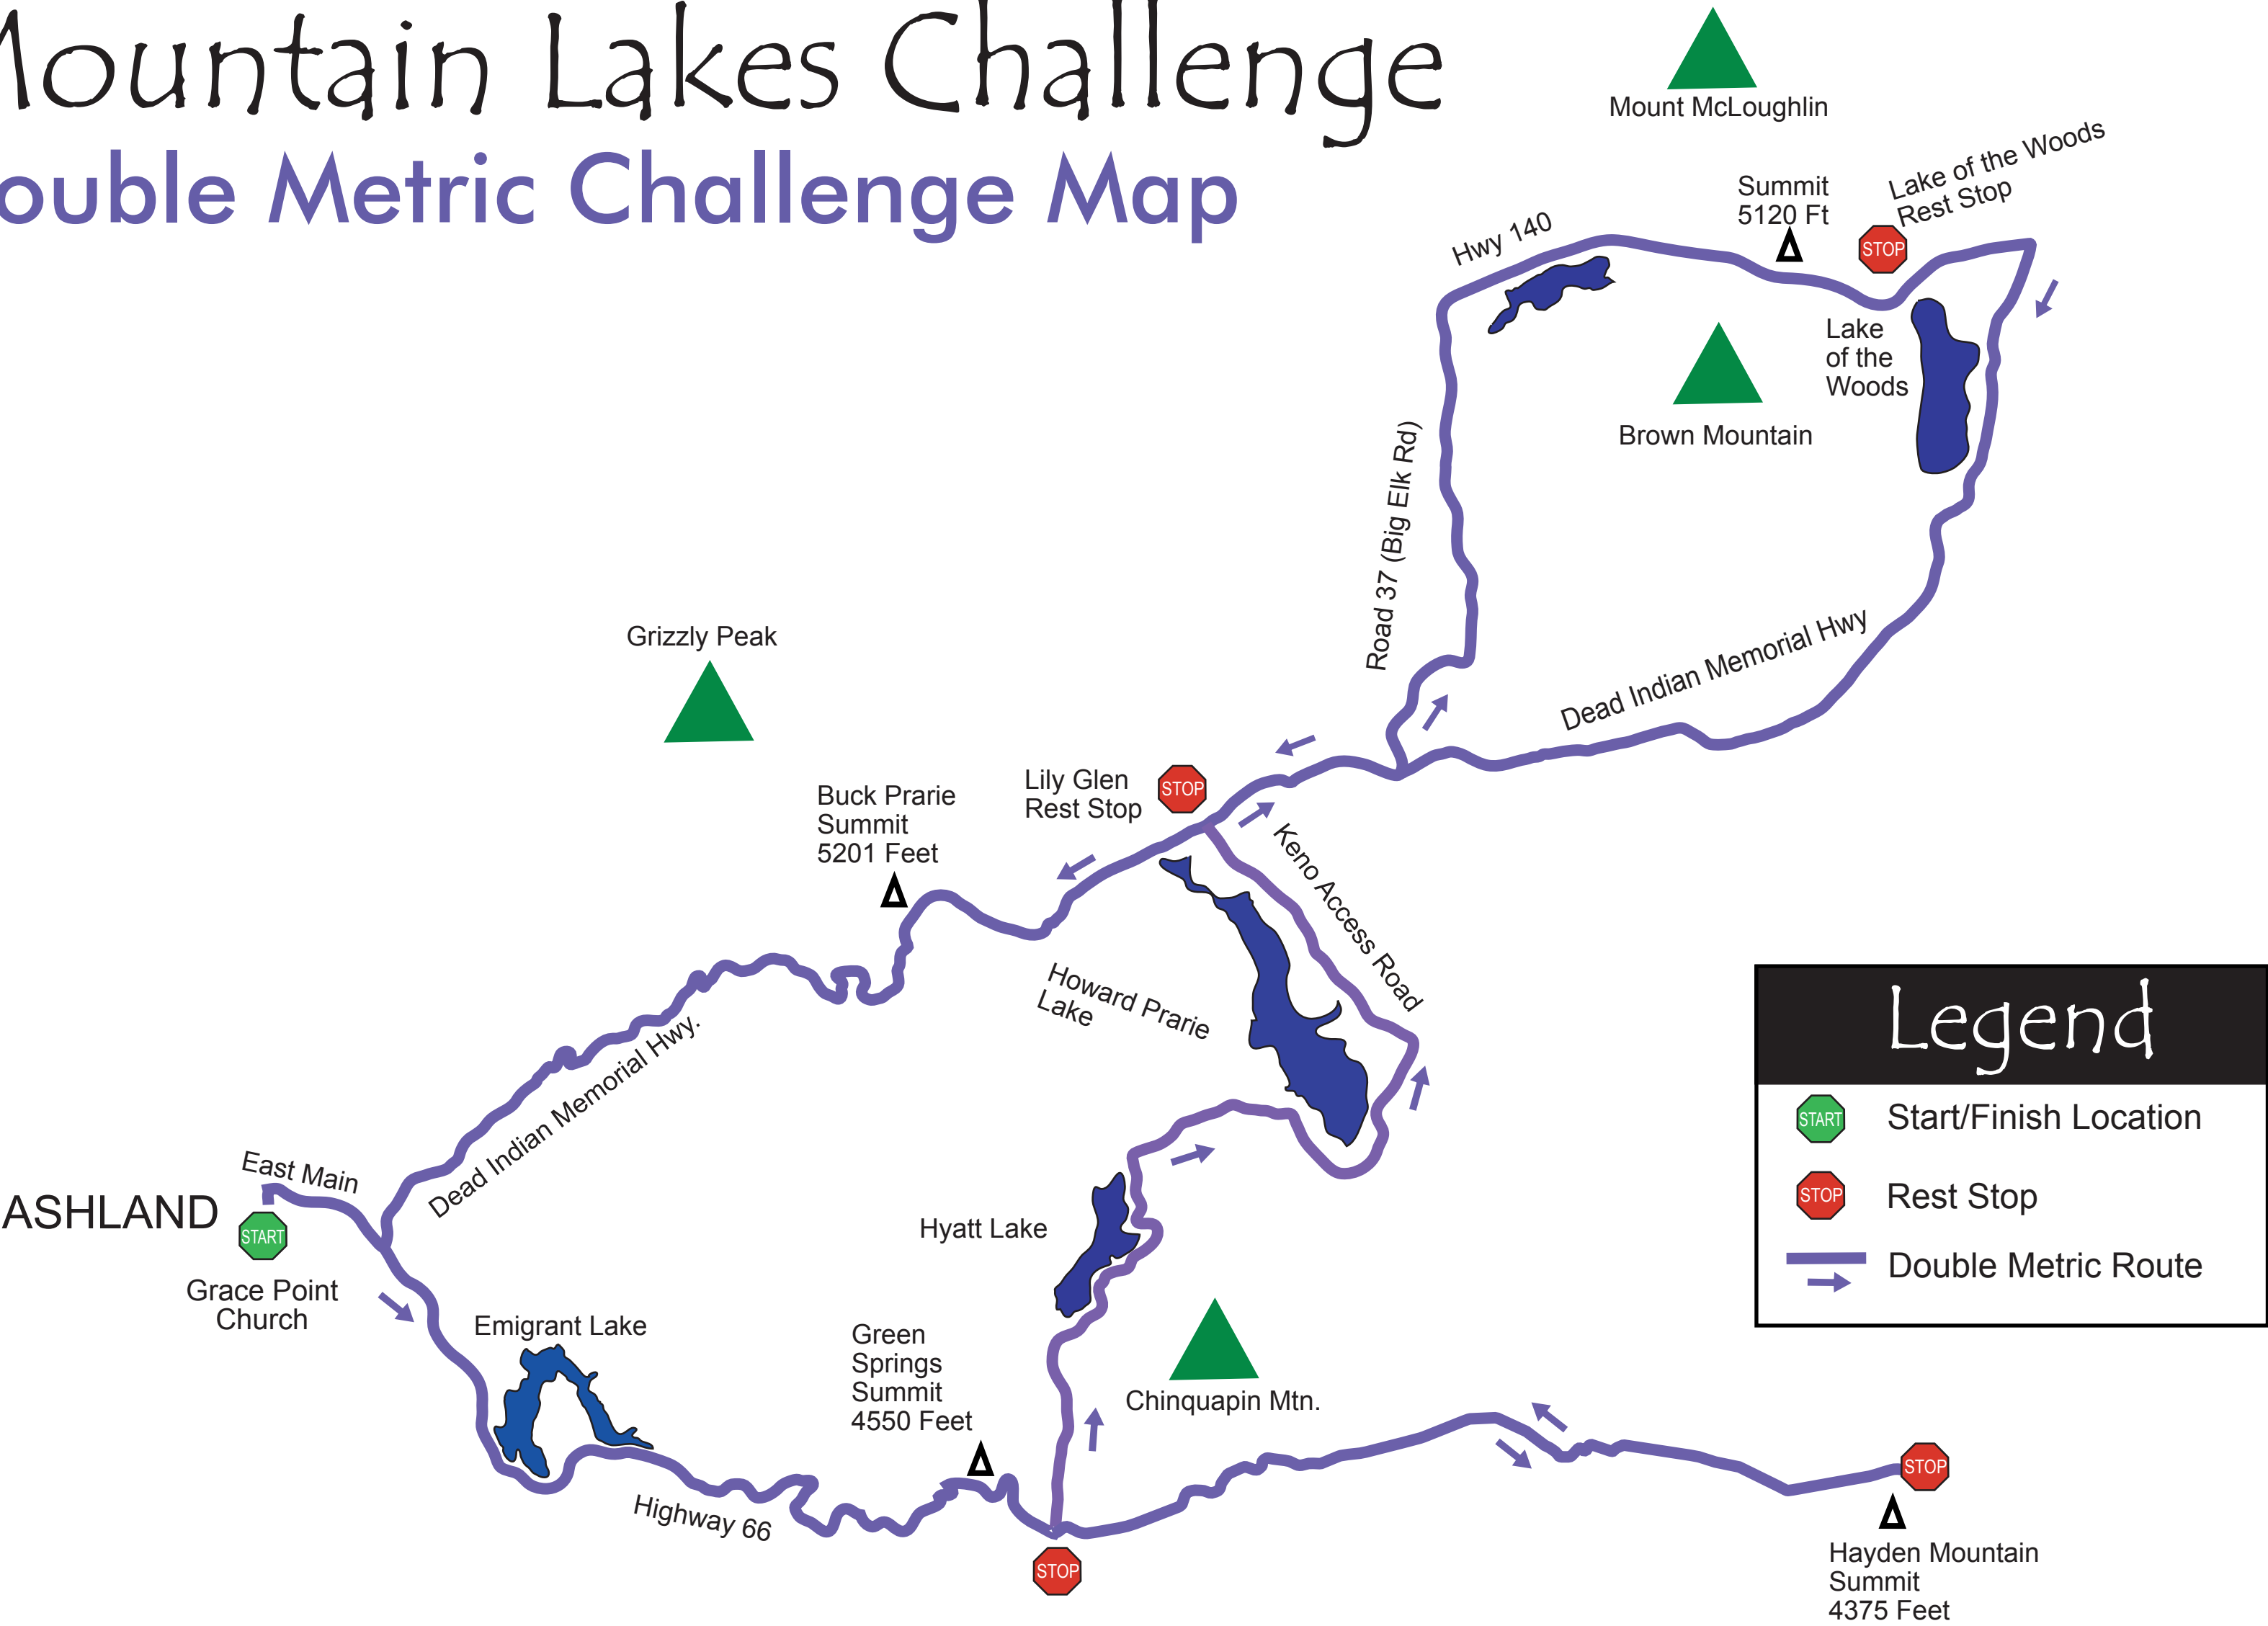 Mountain Lakes Challenge
ouble Metric Challenge Map
Mount McLoughlin
Summit
5120 Ft
Lake of the Woods
Rest Stop
STOP
Hwy 140
Lake
of the
Woods
Brown Mountain
Road 37 (Big Elk Rd)
Dead Indian Memorial Hwy
Grizzly Peak
Buck Prarie
Summit
5201 Feet
Lily Glen
Rest Stop
STOP
Keno Access Road
Howard Prarie
Lake
Dead Indian Memorial Hwy.
East Main
ASHLAND
START
Grace Point
Church
Emigrant Lake
Hyatt Lake
Green
Springs
Summit
4550 Feet
Chinquapin Mtn.
Highway 66
STOP
STOP
Hayden Mountain
Summit
4375 Feet
Legend
START
Start/Finish Location
STOP
Rest Stop
Double Metric Route